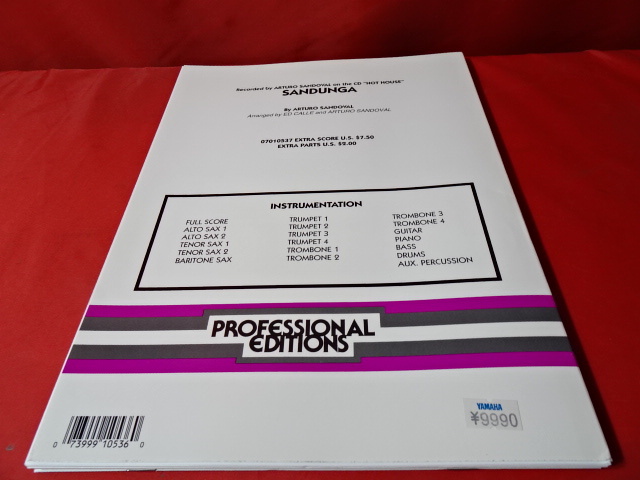 Recorded by ARTURO SANDOVAL on the CD "HOT HOUSE"
SANDUNGA
By ARTURO SANDOVAL
Arranged by ED CALLE and ARTURO SANDOVAL
07010537 EXTRA SCORE U.S. $7.50
EXTRA PARTS U.S. $2.00
INSTRUMENTATION
FULL SCORE
ALTO SAX 1
ALTO SAX 2
TENOR SAX 1
TENOR SAX 2
BARITONE SAX
TRUMPET 1
TRUMPET 2
TRUMPET 3
TRUMPET 4
TROMBONE 1
TROMBONE 2
TROMBONE 3
TROMBONE 4
GUITAR
PIANO
BASS
DRUMS
AUX. PERCUSSION
PROFESSIONAL
EDITIONS
0 73999 10536 0
YAMAHA
¥9990